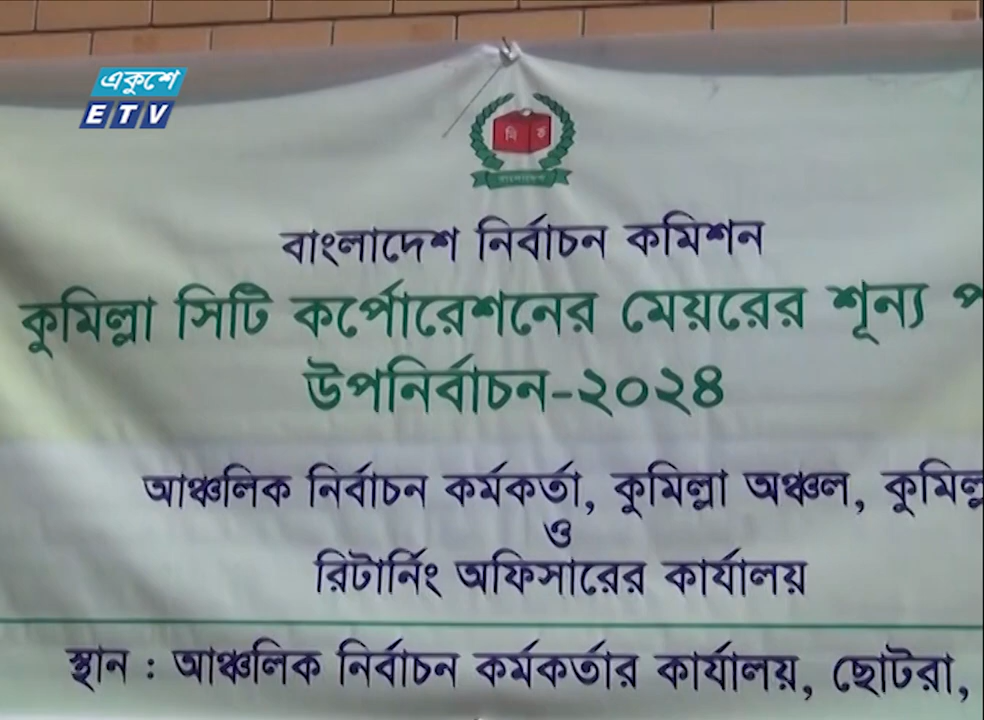 একুশে
ETV
নি ক
বাংলাদেশ
বাংলাদেশ নির্বাচন কমিশন
কুমিল্লা সিটি কর্পোরেশনের মেয়রের শূন্য
উপনির্বাচন-২০২৪
আঞ্চলিক নির্বাচন কর্মকর্তা, কুমিল্লা অঞ্চল, কুমিল্ল
ও
রিটার্নিং অফিসারের কার্যালয়
স্থান : আঞ্চলিক নির্বাচন কর্মকর্তার কার্যালয়, ছোটরা,